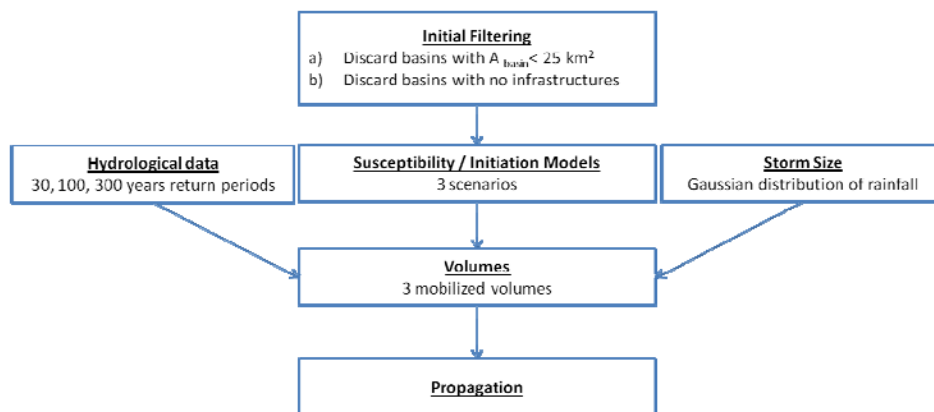 Initial Filtering
a) Discard basins with A basin< 25 km²
b) Discard basins with no infrastructures
Hydrological data
30, 100, 300 years return periods
Susceptibility / Initiation Models
3 scenarios
Storm Size
Gaussian distribution of rainfall
Volumes
3 mobilized volumes
Propagation